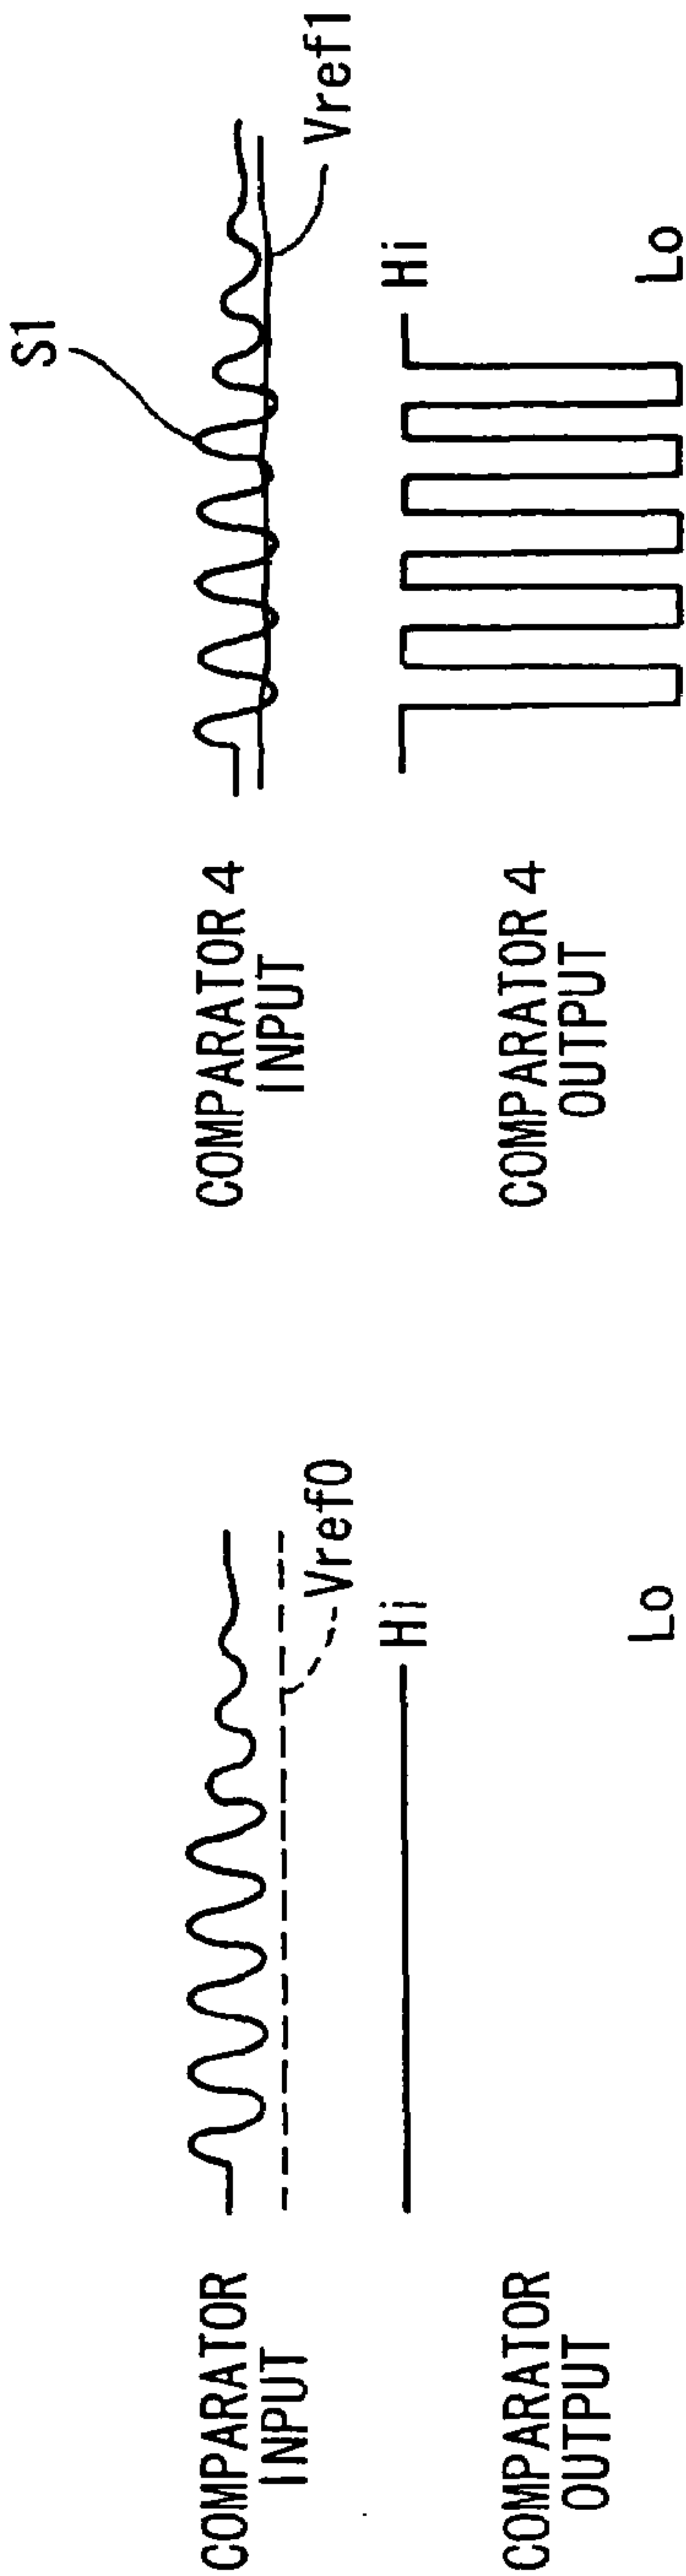 COMPARATOR
INPUT
Vref0
Hi
COMPARATOR
OUTPUT
Lo
S1
COMPARATOR 4
INPUT
Vref1
Hi
COMPARATOR 4
OUTPUT
Lo